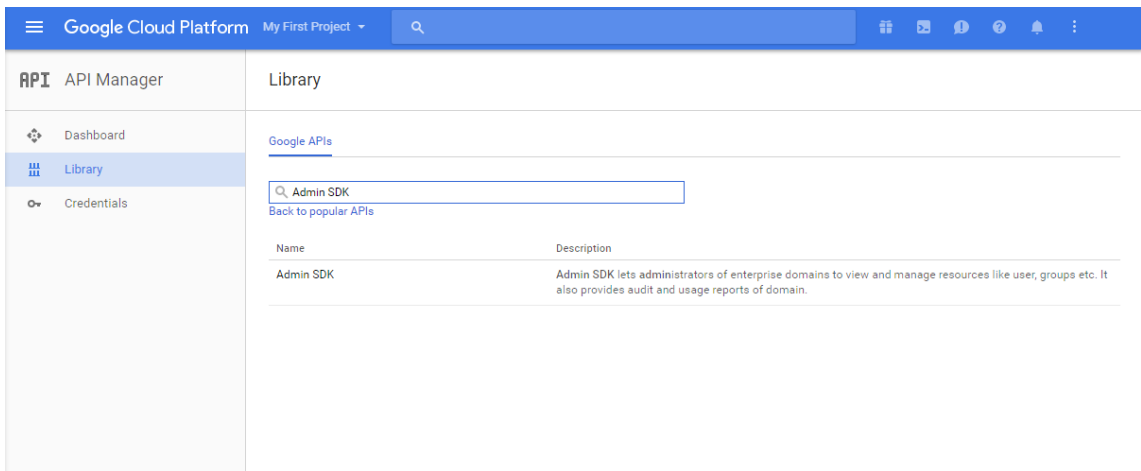 Google Cloud Platform My First Project
API API Manager
Library
Dashboard
Library
Credentials
Google APIs
Admin SDK
Back to popular APIs
Name Description
Admin SDK Admin SDK lets administrators of enterprise domains to view and manage resources like user, groups etc. It
also provides audit and usage reports of domain.